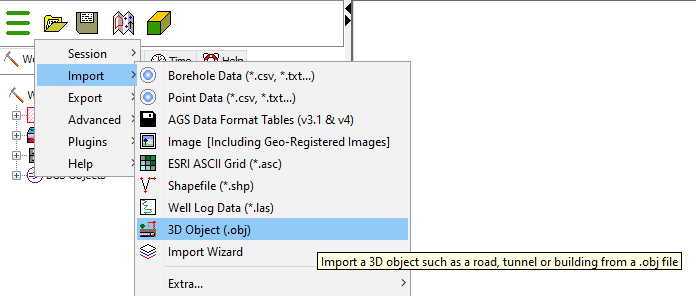 Session
Import
Export
Advanced
Plugins
Help
Time
Help
Borehole Data (*.csv, *.txt...)
Point Data (*.csv, *.txt...)
AGS Data Format Tables (v3.1 & v4)
Image [Including Geo-Registered Images]
ESRI ASCII Grid (*.asc)
Shapefile (*.shp)
Well Log Data (*.las)
3D Object (.obj)
Import Wizard
Extra...
Import a 3D object such as a road, tunnel or building from a .obj file